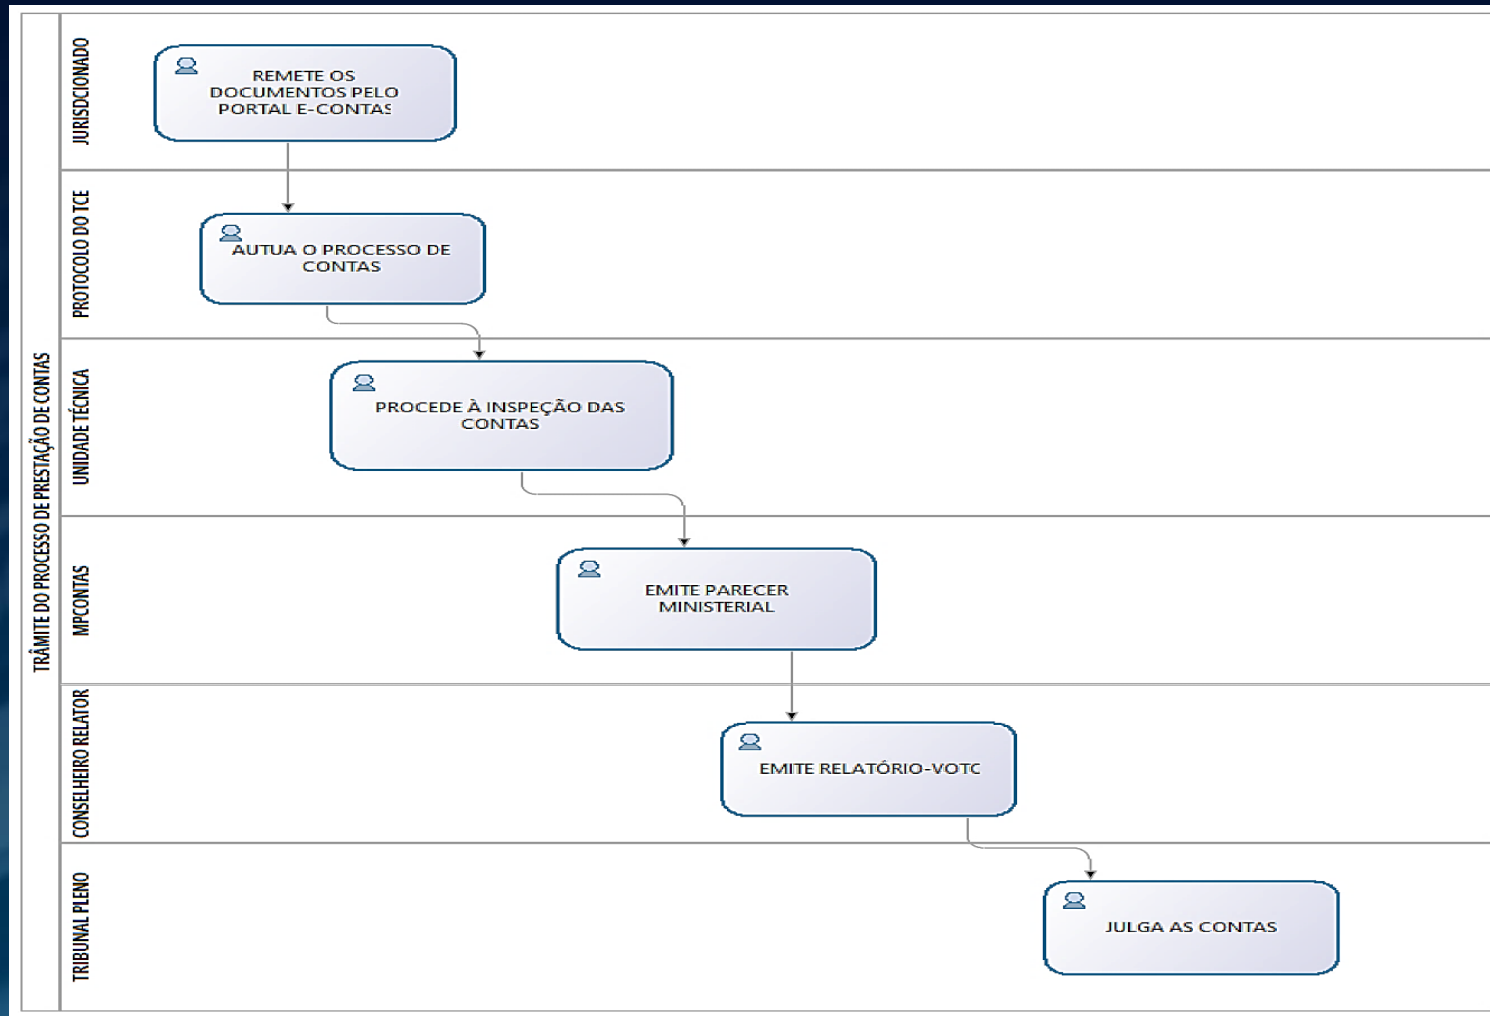 TRÂMITE DO PROCESSO DE PRESTAÇÃO DE CONTAS
JURISDCIONADO
REMETE OS
DOCUMENTOS PELO
PORTAL E-CONTAS
PROTOCOLO DO TCE
AUTUA O PROCESSO DE
CONTAS
UNIDADE TÉCNICA
PROCEDE À INSPEÇÃO DAS
CONTAS
MPCONTAS
EMITE PARECER
MINISTERIAL
CONSELHEIRO RELATOR
EMITE RELATÓRIO-VOTO
TRIBUNAL PLENO
JULGA AS CONTAS